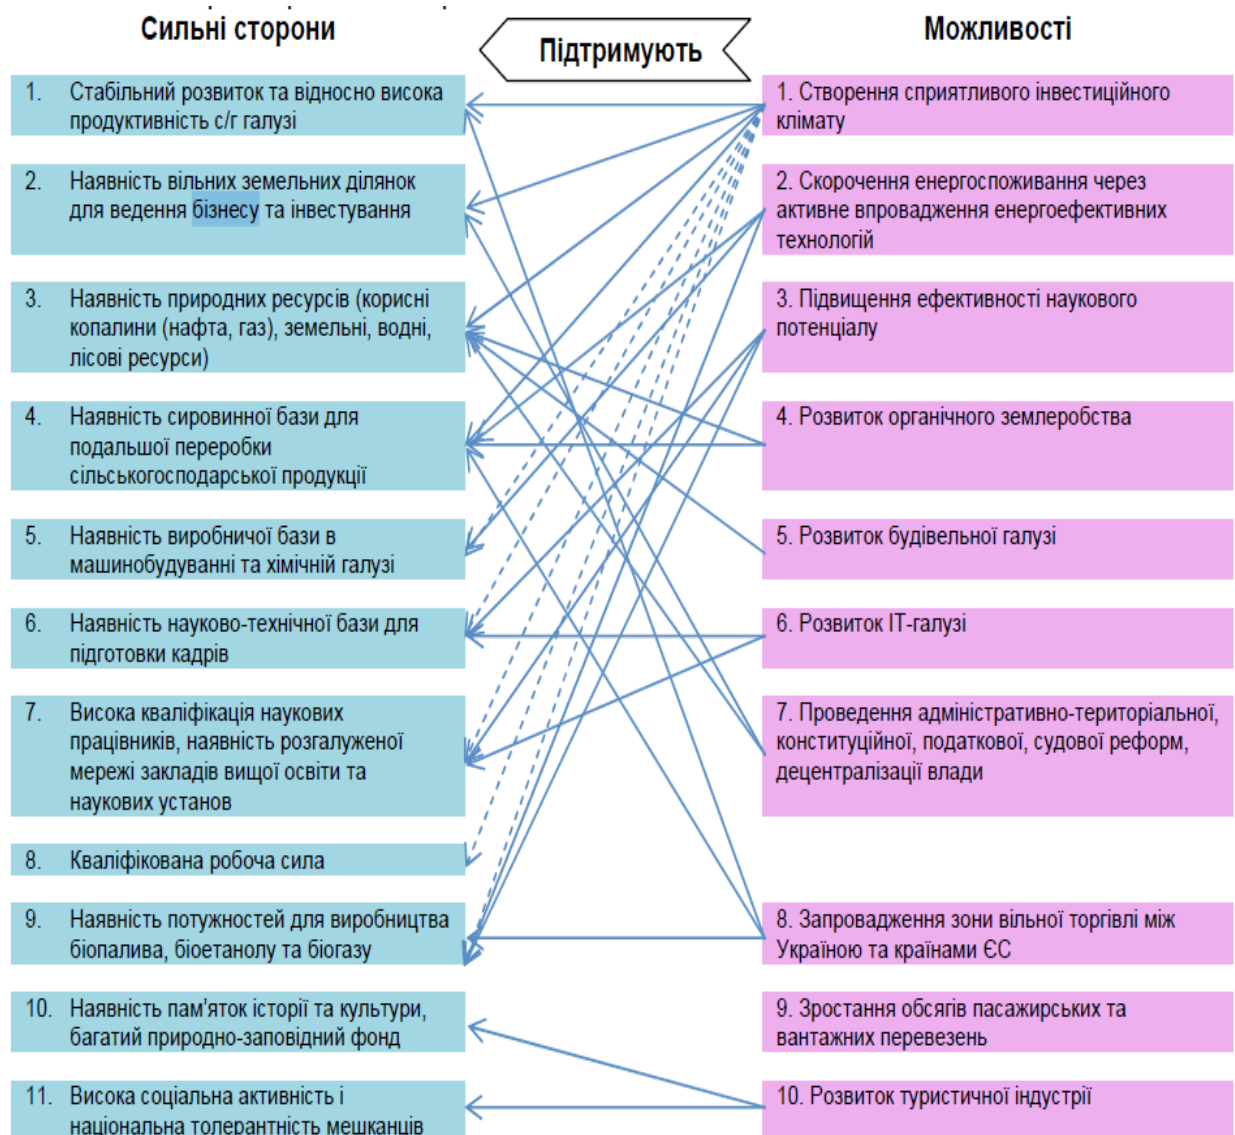 Сильні сторони
Підтримують
Можливості
1. Стабільний розвиток та відносно висока
продуктивність с/г галузі
2. Наявність вільних земельних ділянок
для ведення бізнесу та інвестування
3. Наявність природних ресурсів (корисні
копалини (нафта, газ), земельні, водні,
лісові ресурси)
4. Наявність сировинної бази для
подальшої переробки
сільськогосподарської продукції
5. Наявність виробничої бази в
машинобудуванні та хімічній галузі
6. Наявність науково-технічної бази для
підготовки кадрів
7. Висока кваліфікація наукових
працівників, наявність розгалуженої
мережі закладів вищої освіти та
наукових установ
8. Кваліфікована робоча сила
9. Наявність потужностей для виробництва
біопалива, біоетанолу та біогазу
10. Наявність пам’яток історії та культури,
багатий природно-заповідний фонд
11. Висока соціальна активність і
національна толерантність мешканців
1. Створення сприятливого інвестиційного
клімату
2. Скорочення енергоспоживання через
активне впровадження енергоефективних
технологій
3. Підвищення ефективності наукового
потенціалу
4. Розвиток органічного землеробства
5. Розвиток будівельної галузі
6. Розвиток ІТ-галузі
7. Проведення адміністративно-територіальної,
конституційної, податкової, судової реформ,
децентралізації влади
8. Запровадження зони вільної торгівлі між
Україною та країнами ЄС
9. Зростання обсягів пасажирських та
вантажних перевезень
10. Розвиток туристичної індустрії